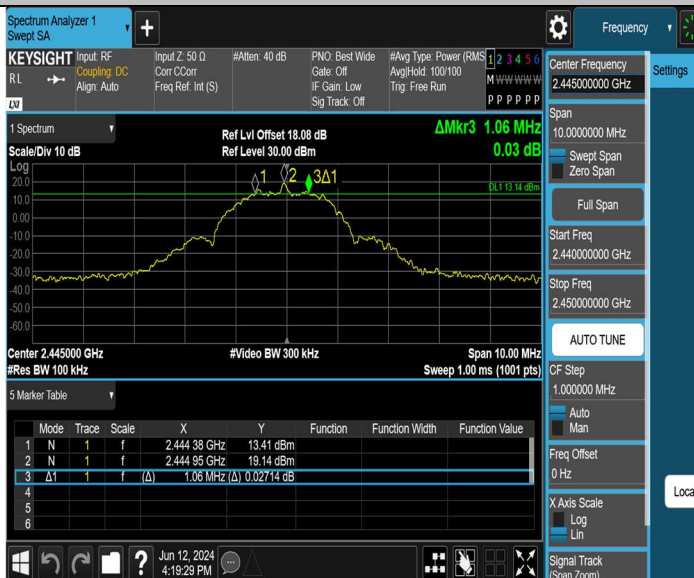 Spectrum Analyzer 1
Swept SA
+
Frequency
KEYSIGHT
RL
LXI
Input: RF
Coupling: DC
Align: Auto
Input Z: 50 Ω
Corr CCorr
Freq Ref: Int (S)
#Atten: 40 dB
PNO: Best Wide
Gate: Off
IF Gain: Low
Sig Track: Off
#Avg Type: Power (RMS
Avg|Hold: 100/100
Trig: Free Run
1 2 3 4 5 6
M W W W W W
P P P P P P
1 Spectrum
Scale/Div 10 dB
Ref Lvl Offset 18.08 dB
Ref Level 30.00 dBm
ΔMkr3 1.06 MHz
0.03 dB
Log
20.0
10.0
0.00
-10.0
-20.0
-30.0
-40.0
-50.0
-60.0
1
2
3Δ1
DL1 13.14 dBm
Center 2.445000 GHz
#Video BW 300 kHz
Span 10.00 MHz
#Res BW 100 kHz
Sweep 1.00 ms (1001 pts)
5 Marker Table
Mode Trace Scale X Y Function Function Width Function Value
1 N 1 f 2.444 38 GHz 13.41 dBm
2 N 1 f 2.444 95 GHz 19.14 dBm
3 Δ1 1 f (Δ) 1.06 MHz (Δ) 0.02714 dB
4
5
6
?
Jun 12, 2024
4:19:29 PM
Center Frequency
2.445000000 GHz
Settings
Span
10.0000000 MHz
Swept Span
Zero Span
Full Span
Start Freq
2.440000000 GHz
Stop Freq
2.450000000 GHz
AUTO TUNE
CF Step
1.000000 MHz
Auto
Man
Freq Offset
0 Hz
X Axis Scale
Log
Lin
Loca
Signal Track
(Span Zoom)